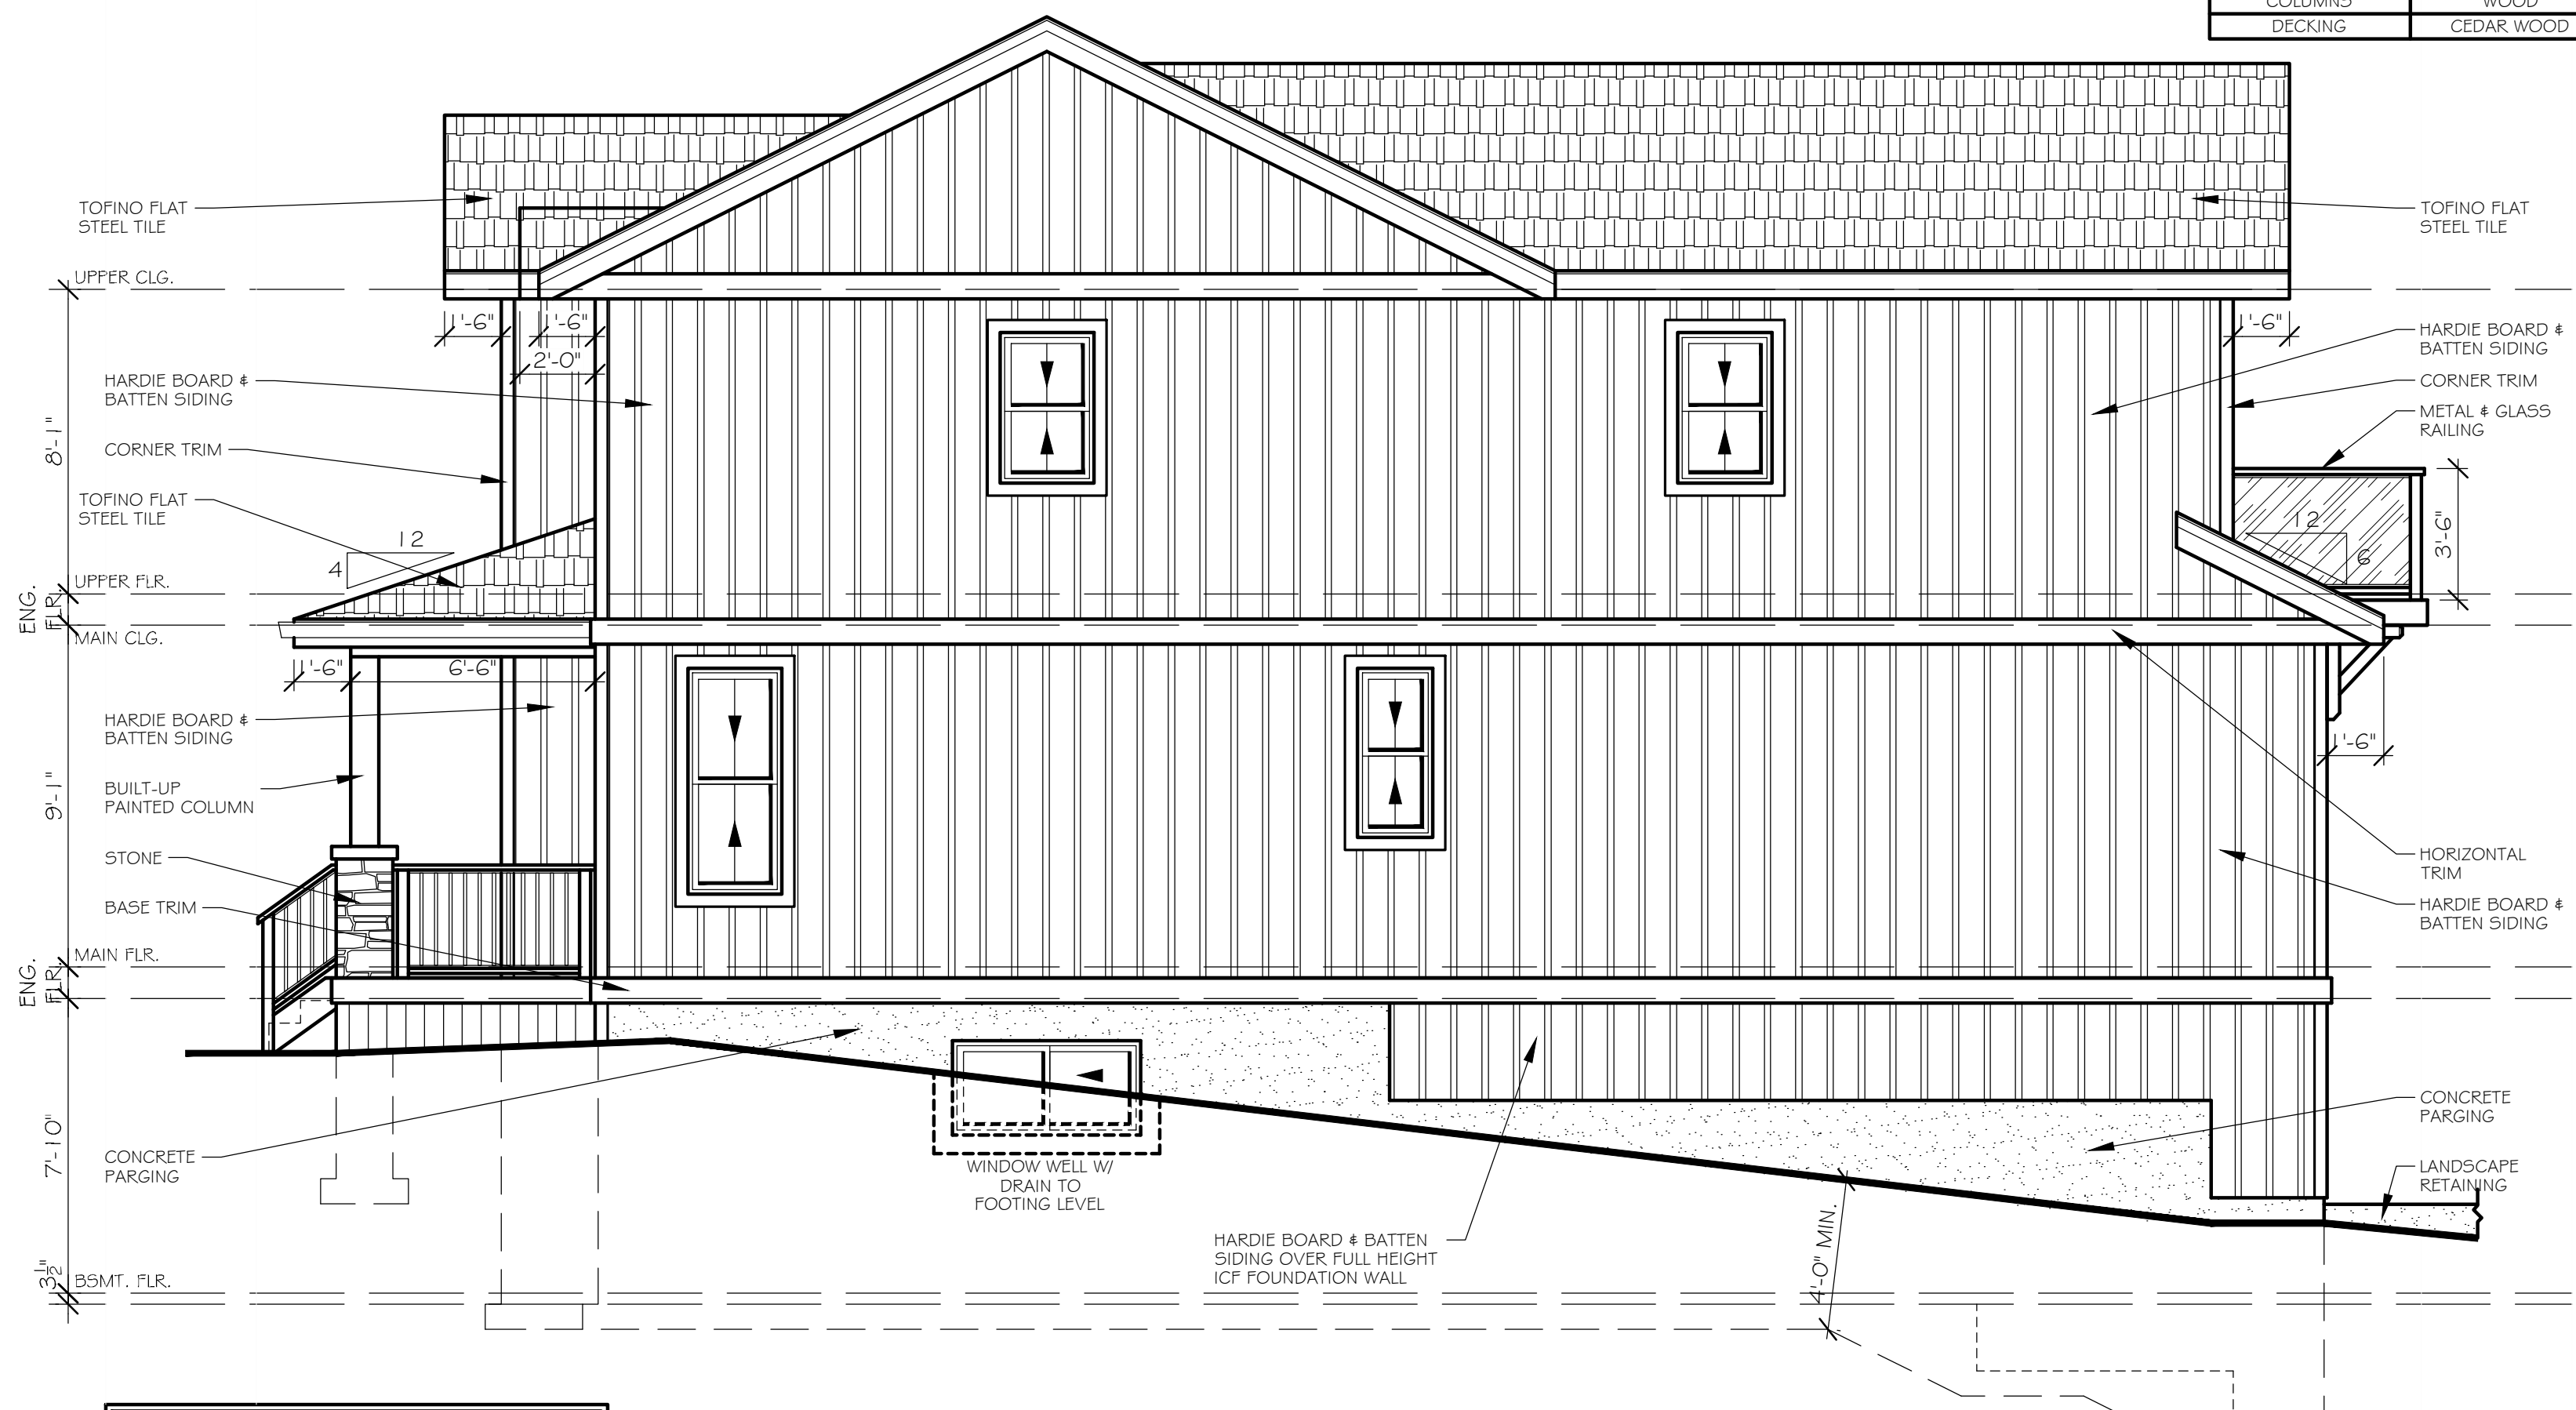 COLUMNS WOOD
DECKING CEDAR WOOD
TOFINO FLAT
STEEL TILE
UPPER CLG.
1'-6"
1'-6"
2'-0"
HARDIE BOARD &
BATTEN SIDING
8'-1"
CORNER TRIM
TOFINO FLAT
STEEL TILE
12
4
UPPER FLR.
ENG.
FLR.
MAIN CLG.
1'-6"
6'-6"
HARDIE BOARD &
BATTEN SIDING
9'-1"
BUILT-UP
PAINTED COLUMN
STONE
BASE TRIM
MAIN FLR.
ENG.
FLR.
7'-10"
CONCRETE
PARGING
3½"
BSMT. FLR.
WINDOW WELL W/
DRAIN TO
FOOTING LEVEL
HARDIE BOARD & BATTEN
SIDING OVER FULL HEIGHT
ICF FOUNDATION WALL
4'-0" MIN.
TOFINO FLAT
STEEL TILE
1'-6"
HARDIE BOARD &
BATTEN SIDING
CORNER TRIM
METAL & GLASS
RAILING
12
6
3'-6"
1'-6"
HORIZONTAL
TRIM
HARDIE BOARD &
BATTEN SIDING
CONCRETE
PARGING
LANDSCAPE
RETAINING